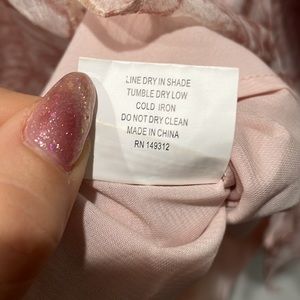 LINE DRY IN SHADE
TUMBLE DRY LOW
COLD IRON
DO NOT DRY CLEAN
MADE IN CHINA
RN 149312